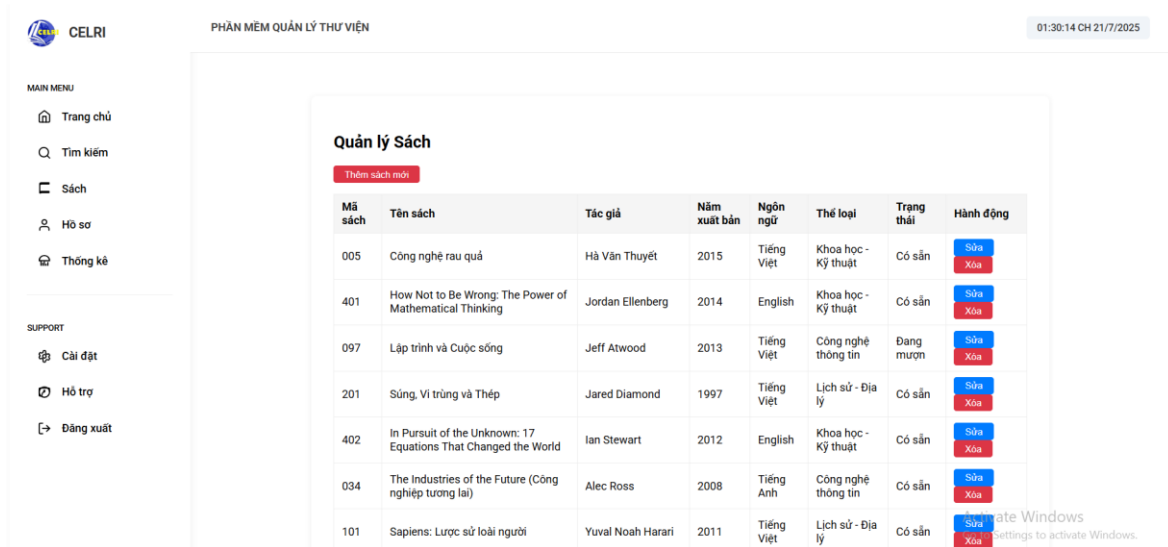 CELRI
PHẦN MỀM QUẢN LÝ THƯ VIỆN
01:30:14 CH 21/7/2025
MAIN MENU
Trang chủ
Tìm kiếm
Sách
Hồ sơ
Thống kê
SUPPORT
Cài đặt
Hỗ trợ
Đăng xuất
Quản lý Sách
Thêm sách mới
Mã sách Tên sách Tác giả Năm xuất bản Ngôn ngữ Thể loại Trạng thái Hành động
005 Công nghệ rau quả Hà Văn Thuyết 2015 Tiếng Việt Khoa học - Kỹ thuật Có sẵn Sửa Xóa
401 How Not to Be Wrong: The Power of Mathematical Thinking Jordan Ellenberg 2014 English Khoa học - Kỹ thuật Có sẵn Sửa Xóa
097 Lập trình và Cuộc sống Jeff Atwood 2013 Tiếng Việt Công nghệ thông tin Đang mượn Sửa Xóa
201 Súng, Vi trùng và Thép Jared Diamond 1997 Tiếng Việt Lịch sử - Địa lý Có sẵn Sửa Xóa
402 In Pursuit of the Unknown: 17 Equations That Changed the World Ian Stewart 2012 English Khoa học - Kỹ thuật Có sẵn Sửa Xóa
034 The Industries of the Future (Công nghiệp tương lai) Alec Ross 2008 Tiếng Anh Công nghệ thông tin Có sẵn Sửa Xóa
101 Sapiens: Lược sử loài người Yuval Noah Harari 2011 Tiếng Việt Lịch sử - Địa lý Có sẵn Sửa Xóa
Activate Windows
Go to Settings to activate Windows.